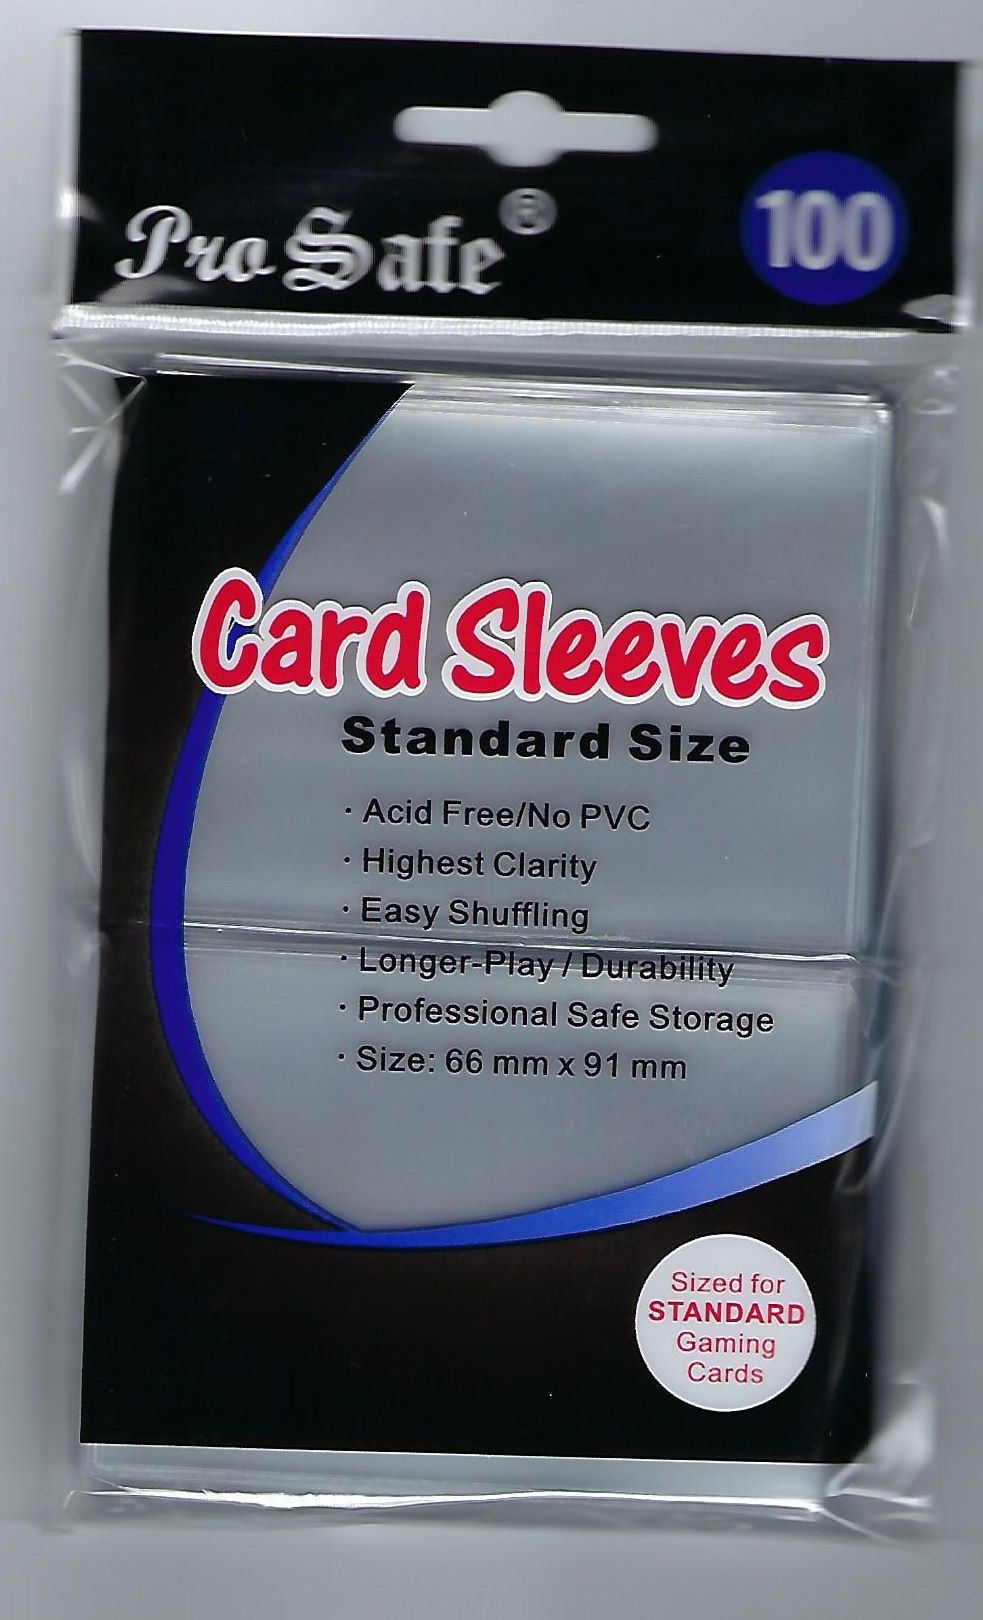 Pro Safe®
100
Card Sleeves
Standard Size
· Acid Free/No PVC
· Highest Clarity
· Easy Shuffling
· Longer-Play / Durability
· Professional Safe Storage
· Size: 66 mm x 91 mm
Sized for
STANDARD
Gaming
Cards